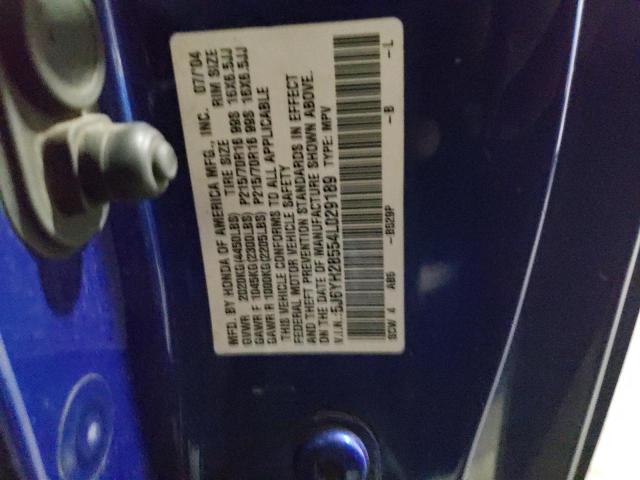 MFD. BY HONDA OF AMERICA MFG., INC. 07/'04
TIRE SIZE RIM SIZE
GVWR 2020KG(4450LBS) P215/70R16 99S 16X6.5JJ
GAWR F 1045KG(2300LBS) P215/70R16 99S 16X6.5JJ
GAWR R 1000KG(2205LBS)
THIS VEHICLE CONFORMS TO ALL APPLICABLE
FEDERAL MOTOR VEHICLE SAFETY
AND THEFT PREVENTION STANDARDS IN EFFECT
ON THE DATE OF MANUFACTURE SHOWN ABOVE.
V.I.N.:5J6YH28554L029189 TYPE: MPV
SCW 4 AB6 -B529P -B -L